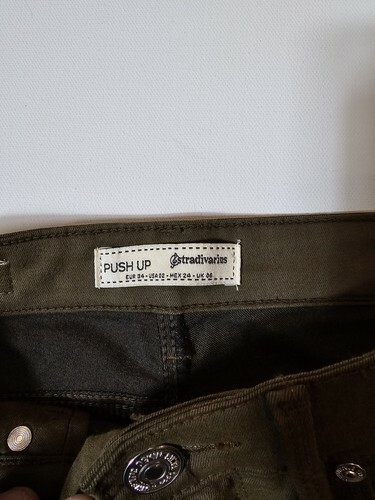 PUSH UP stradivarius
EUR 34 - USA 02 - MEX 24 - UK 06